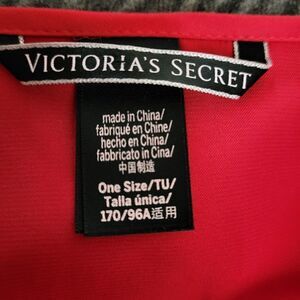 VICTORIA'S SECRET
made in China/
fabriqué en Chine/
hecho en China/
fabbricato in Cina/
中国制造
One Size/TU/
Talla única/
170/96A适用